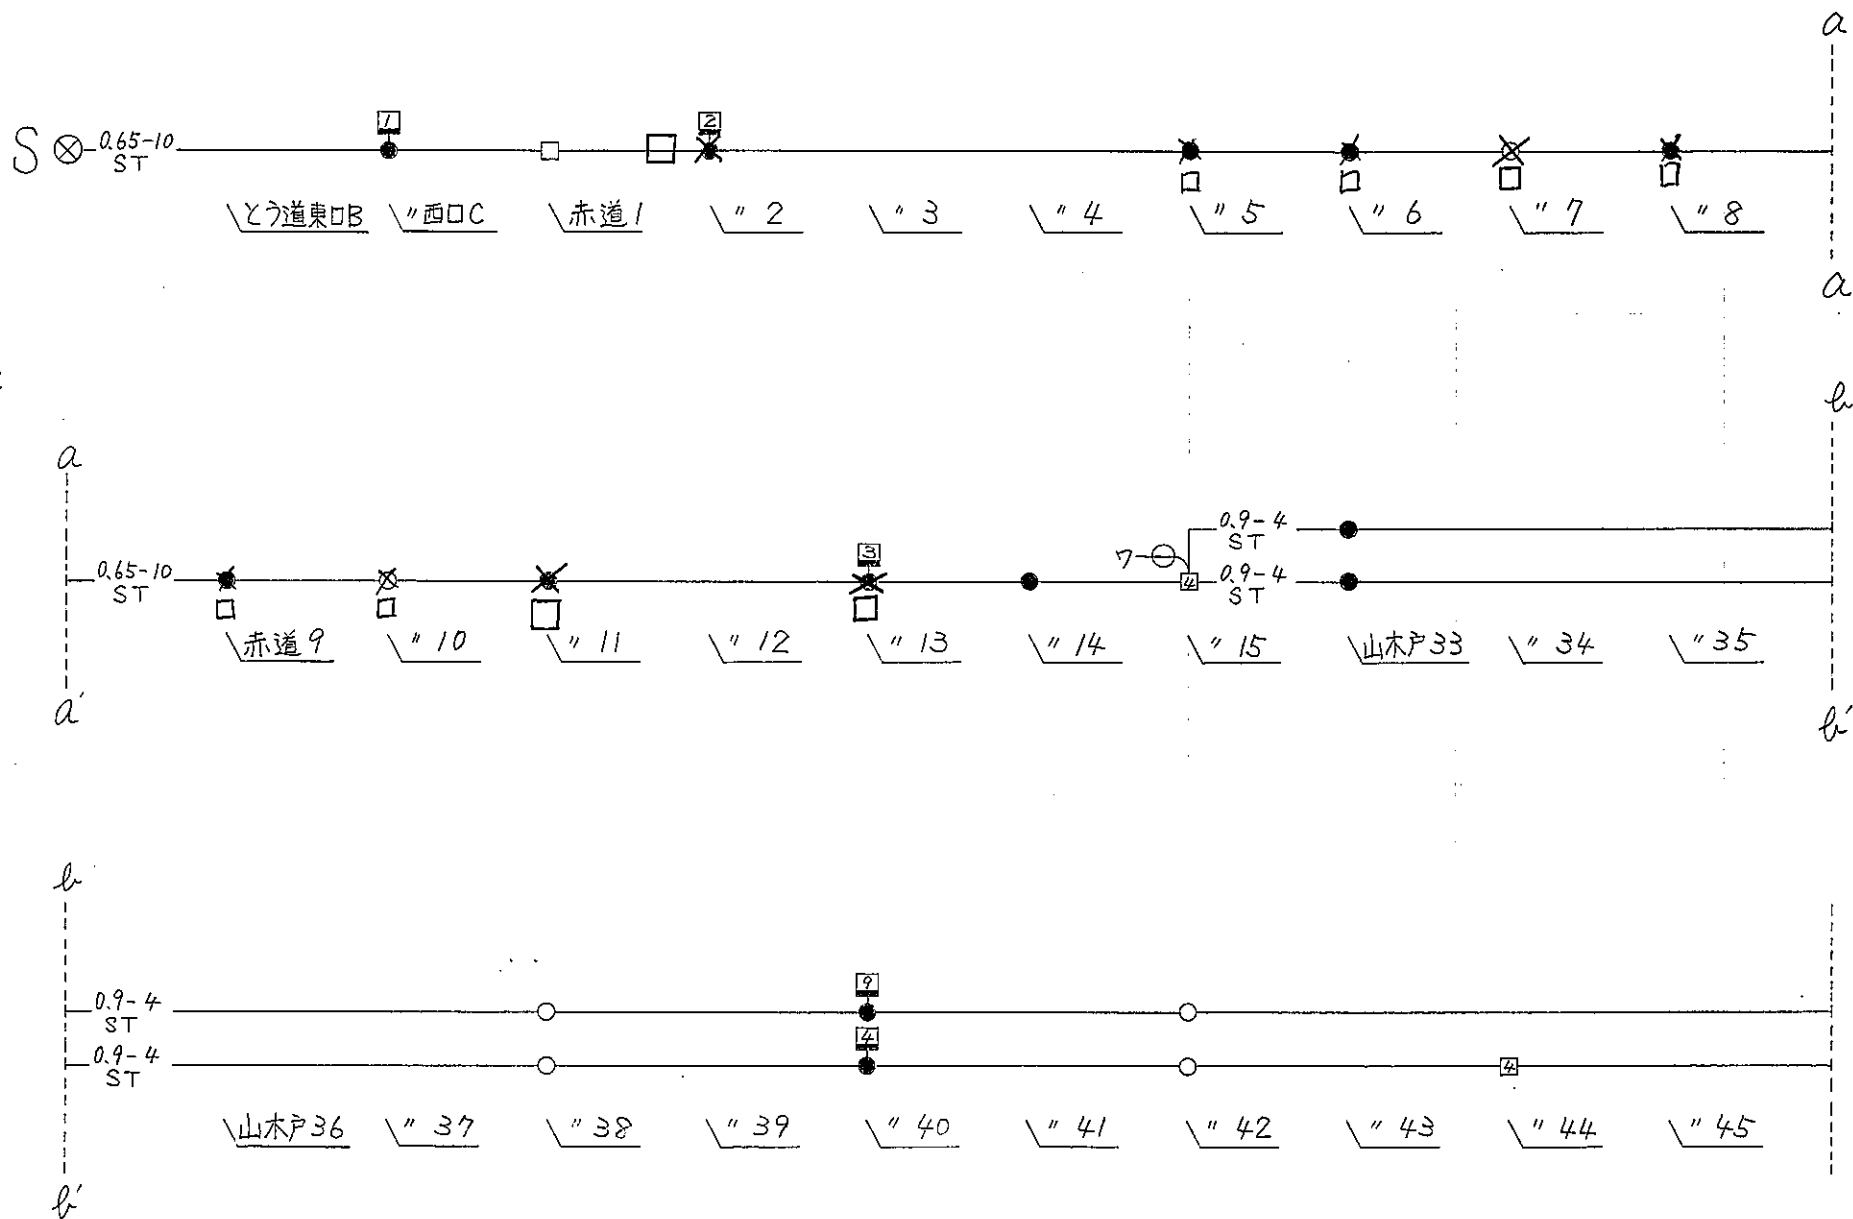 a
1 2
S 0.65-10
ST
とう道東口B 〃西口C 赤道1 〃2 〃3 〃4 〃5 〃6 〃7 〃8
a
b
a
3 ワ 0.9-4
ST
0.65-10
ST
4 0.9-4
ST
赤道9 〃10 〃11 〃12 〃13 〃14 〃15 山木戸33 〃34 〃35
a′ b′
b
9
0.9-4
ST
4
0.9-4
ST
4
山木戸36 〃37 〃38 〃39 〃40 〃41 〃42 〃43 〃44 〃45
b′